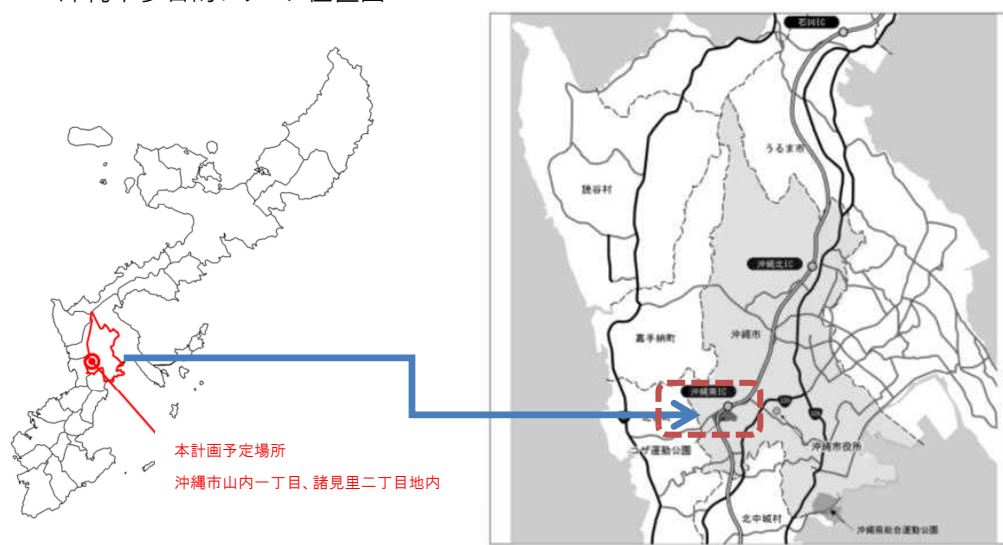 本計画予定場所
沖縄市山内一丁目、諸見里二丁目地内
石川IC
うるま市
読谷村
沖縄北IC
沖縄市
嘉手納町
沖縄南IC
コザ運動公園
沖縄市役所
北中城村
沖縄県総合運動公園